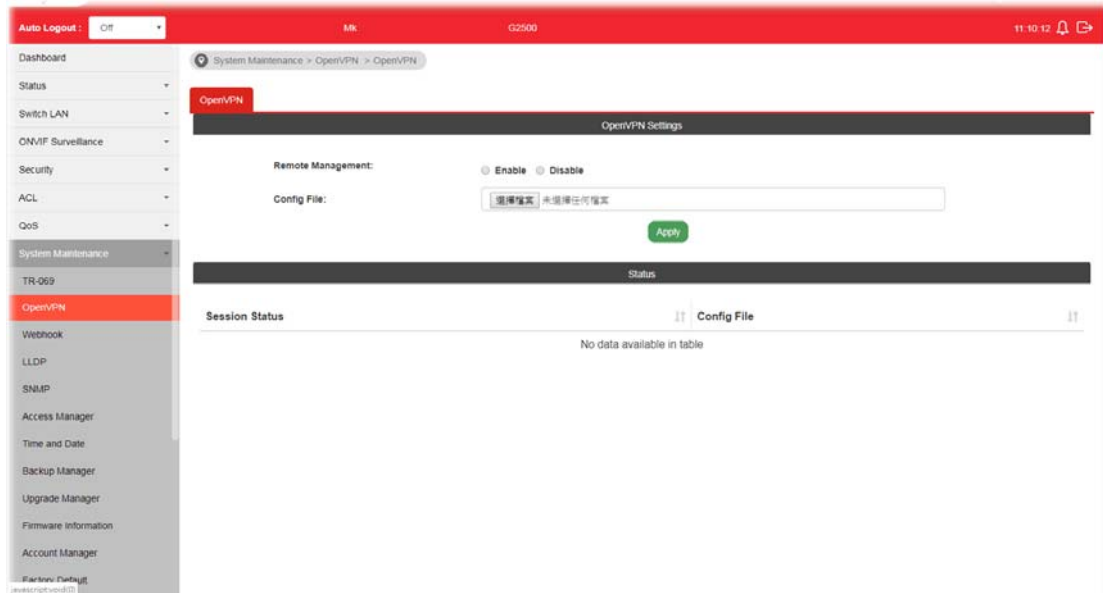 Auto Logout : Off Mk G2500 11:10:12
Dashboard
Status
Switch LAN
ONVIF Surveillance
Security
ACL
QoS
System Maintenance
TR-069
OpenVPN
Webhook
LLDP
SNMP
Access Manager
Time and Date
Backup Manager
Upgrade Manager
Firmware Information
Account Manager
Factory Default
javascript:void(0)
System Maintenance > OpenVPN > OpenVPN
OpenVPN
OpenVPN Settings
Remote Management: Enable Disable
Config File: 選擇檔案 未選擇任何檔案
Apply
Status
Session Status Config File
No data available in table